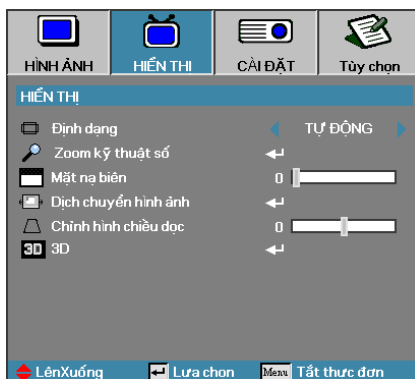 HÌNH ẢNH HIỂN THỊ CÀI ĐẶT Tùy chọn
HIỂN THỊ
Định dạng TỰ ĐỘNG
Zoom kỹ thuật số
Mặt nạ biên 0
Dịch chuyển hình ảnh
Chỉnh hình chiều dọc 0
3D 3D
LênXuống Lựa chọn Menu Tắt thực đơn